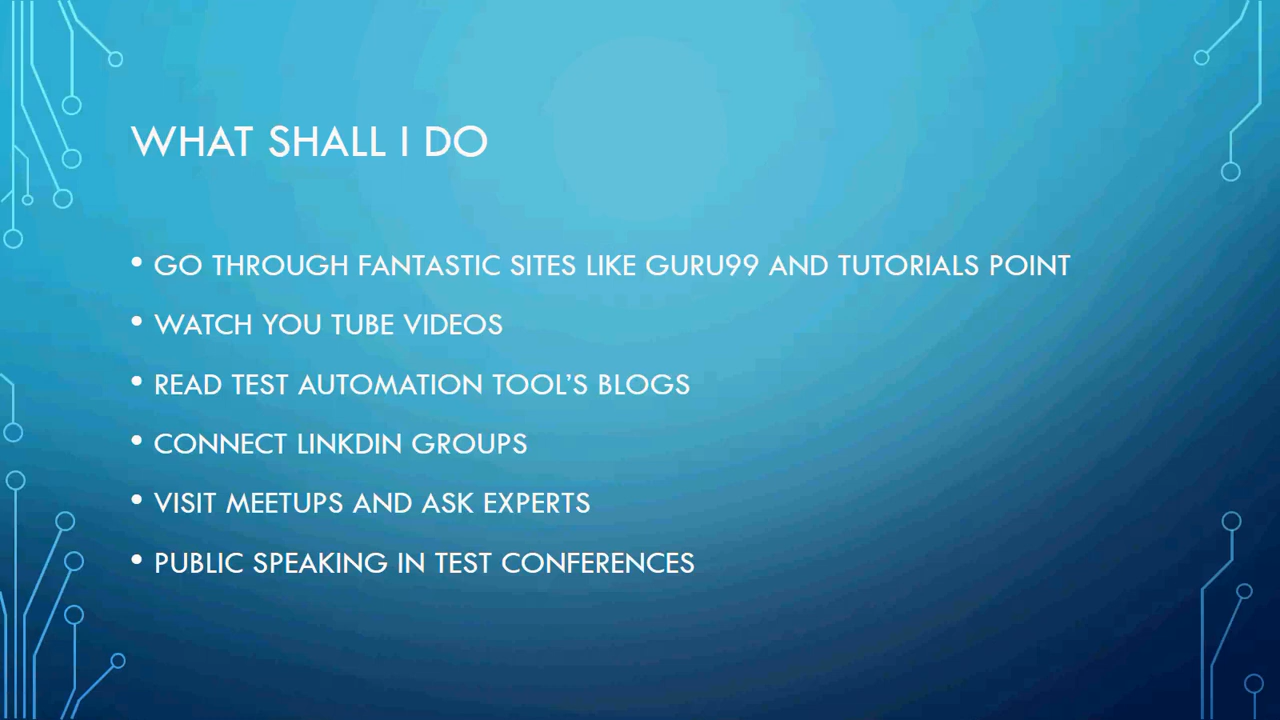 WHAT SHALL I DO
• GO THROUGH FANTASTIC SITES LIKE GURU99 AND TUTORIALS POINT
• WATCH YOU TUBE VIDEOS
• READ TEST AUTOMATION TOOL’S BLOGS
• CONNECT LINKDIN GROUPS
• VISIT MEETUPS AND ASK EXPERTS
• PUBLIC SPEAKING IN TEST CONFERENCES